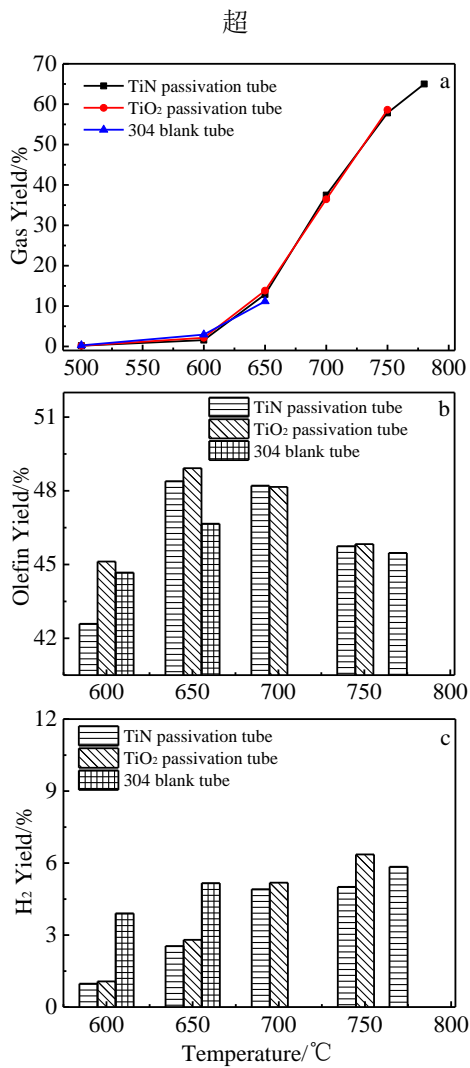 超
70
60
50
40
30
20
10
0
Gas Yield/%
a
TiN passivation tube
TiO₂ passivation tube
304 blank tube
500 550 600 650 700 750 800
51
48
45
42
Olefin Yield/%
b
TiN passivation tube
TiO₂ passivation tube
304 blank tube
600 650 700 750 800
12
9
6
3
0
H₂ Yield/%
c
TiN passivation tube
TiO₂ passivation tube
304 blank tube
600 650 700 750 800
Temperature/℃